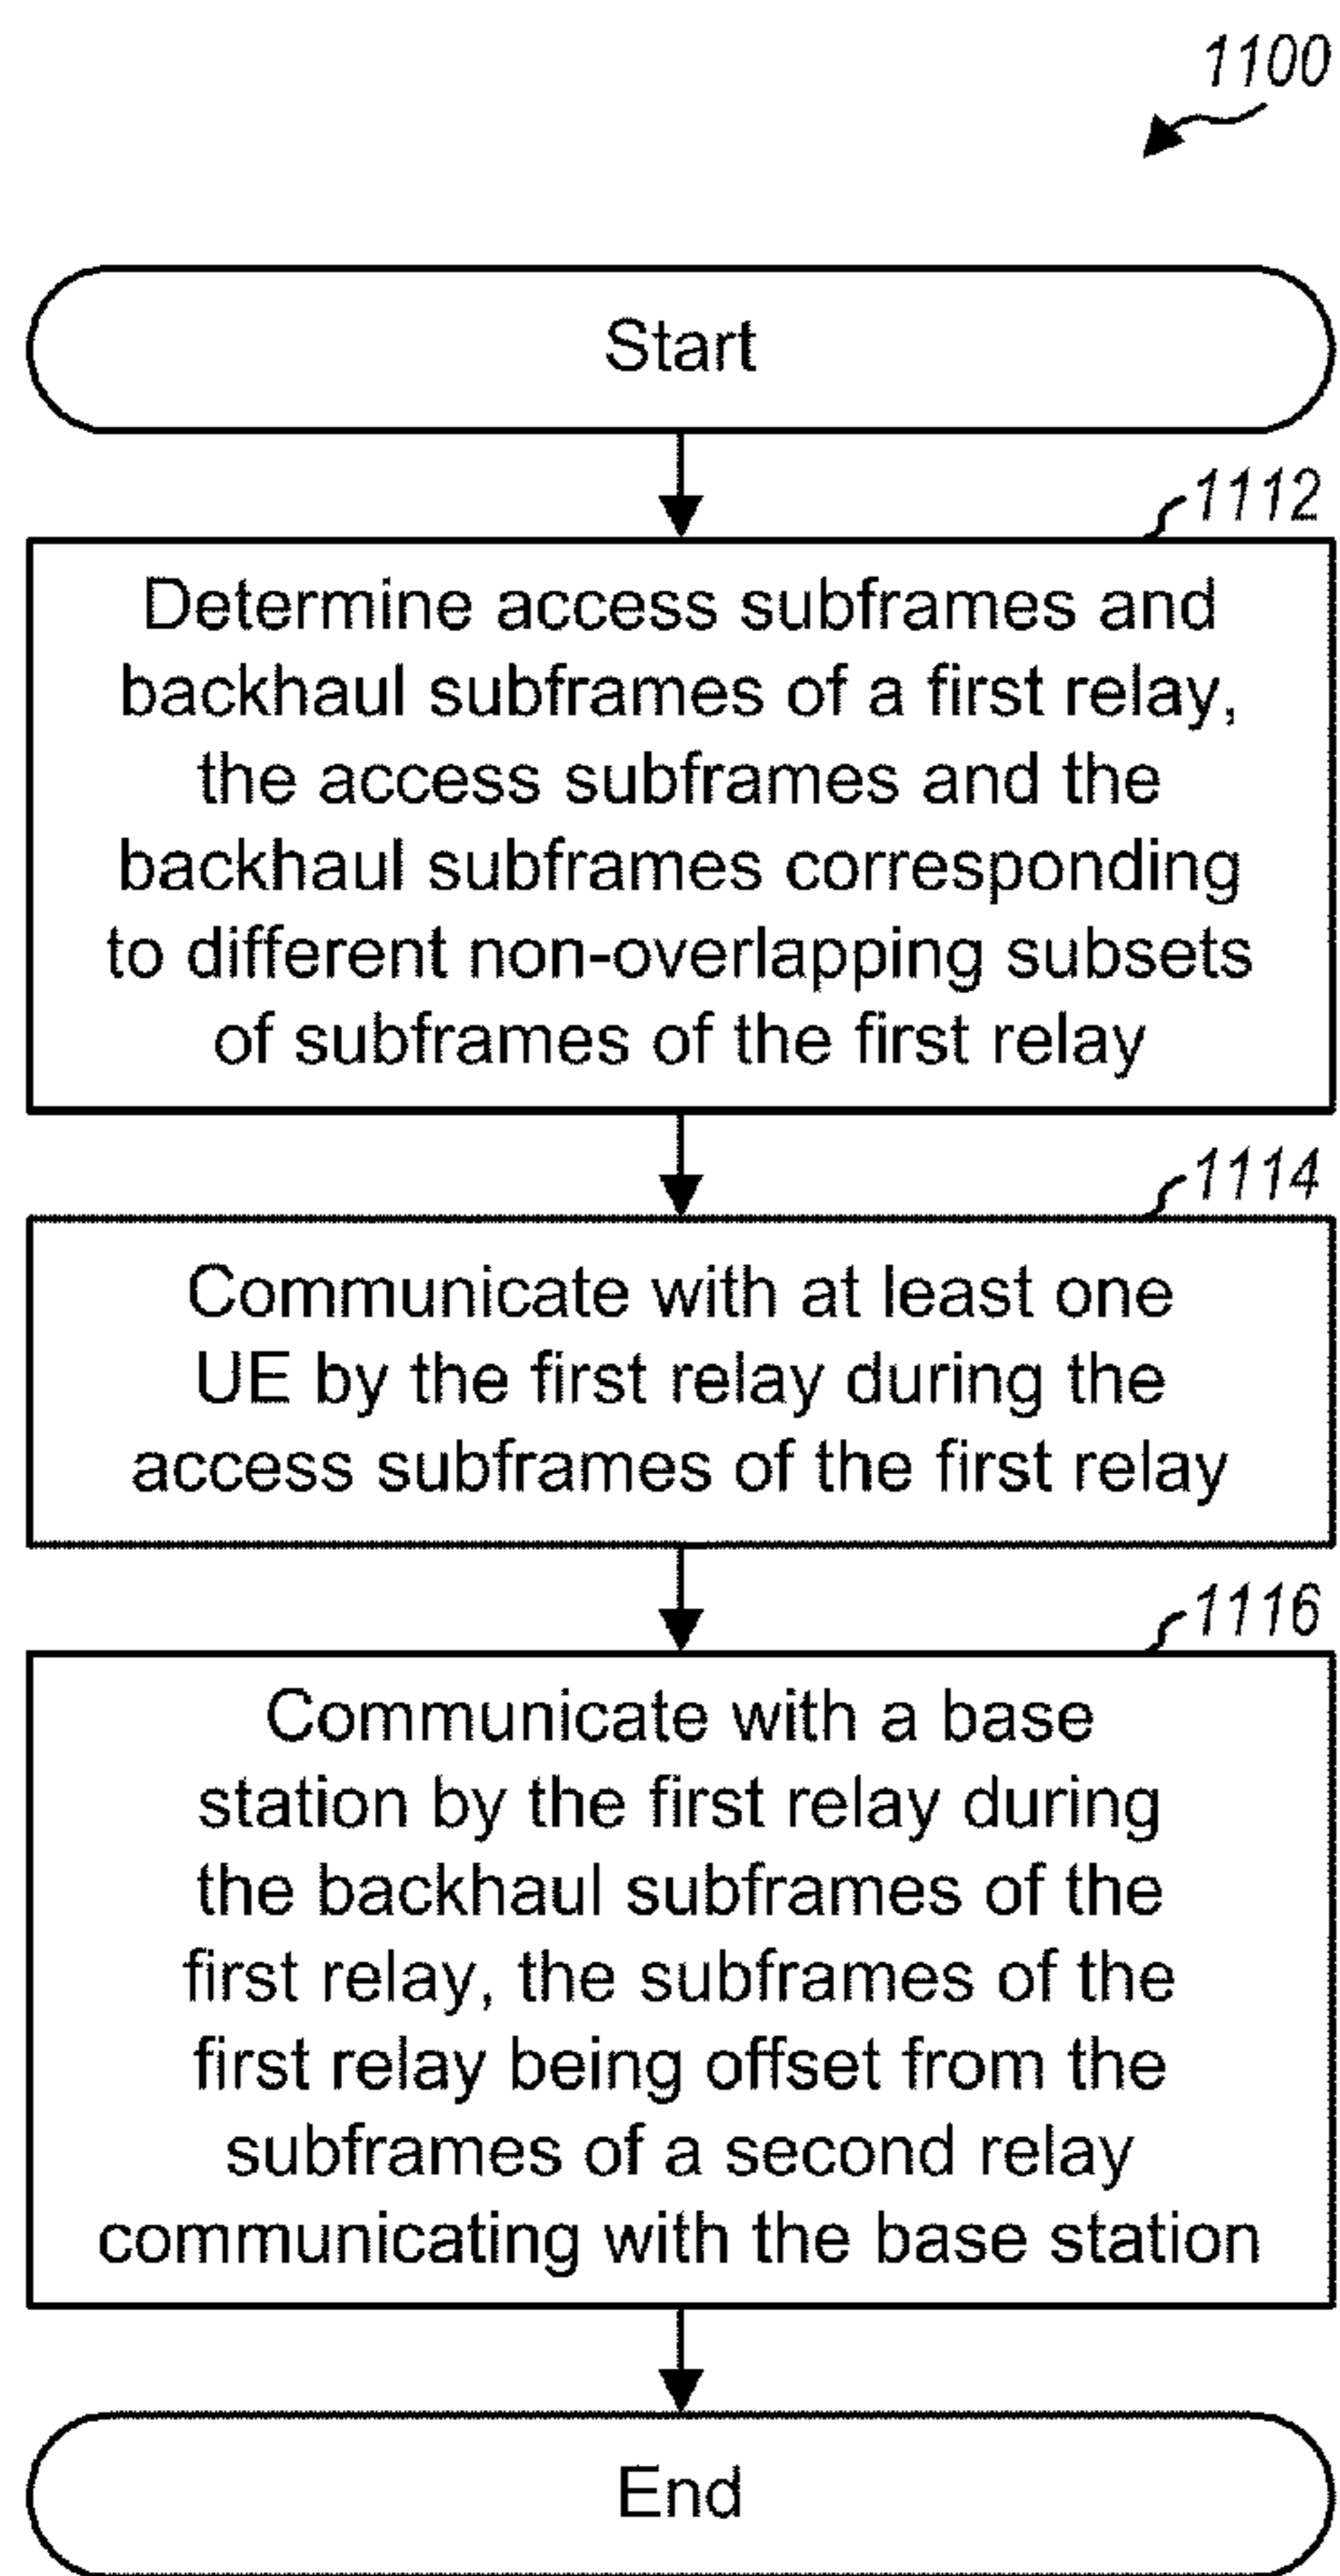 1100
Start
1112
Determine access subframes and
backhaul subframes of a first relay,
the access subframes and the
backhaul subframes corresponding
to different non-overlapping subsets
of subframes of the first relay
1114
Communicate with at least one
UE by the first relay during the
access subframes of the first relay
1116
Communicate with a base
station by the first relay during
the backhaul subframes of the
first relay, the subframes of the
first relay being offset from the
subframes of a second relay
communicating with the base station
End